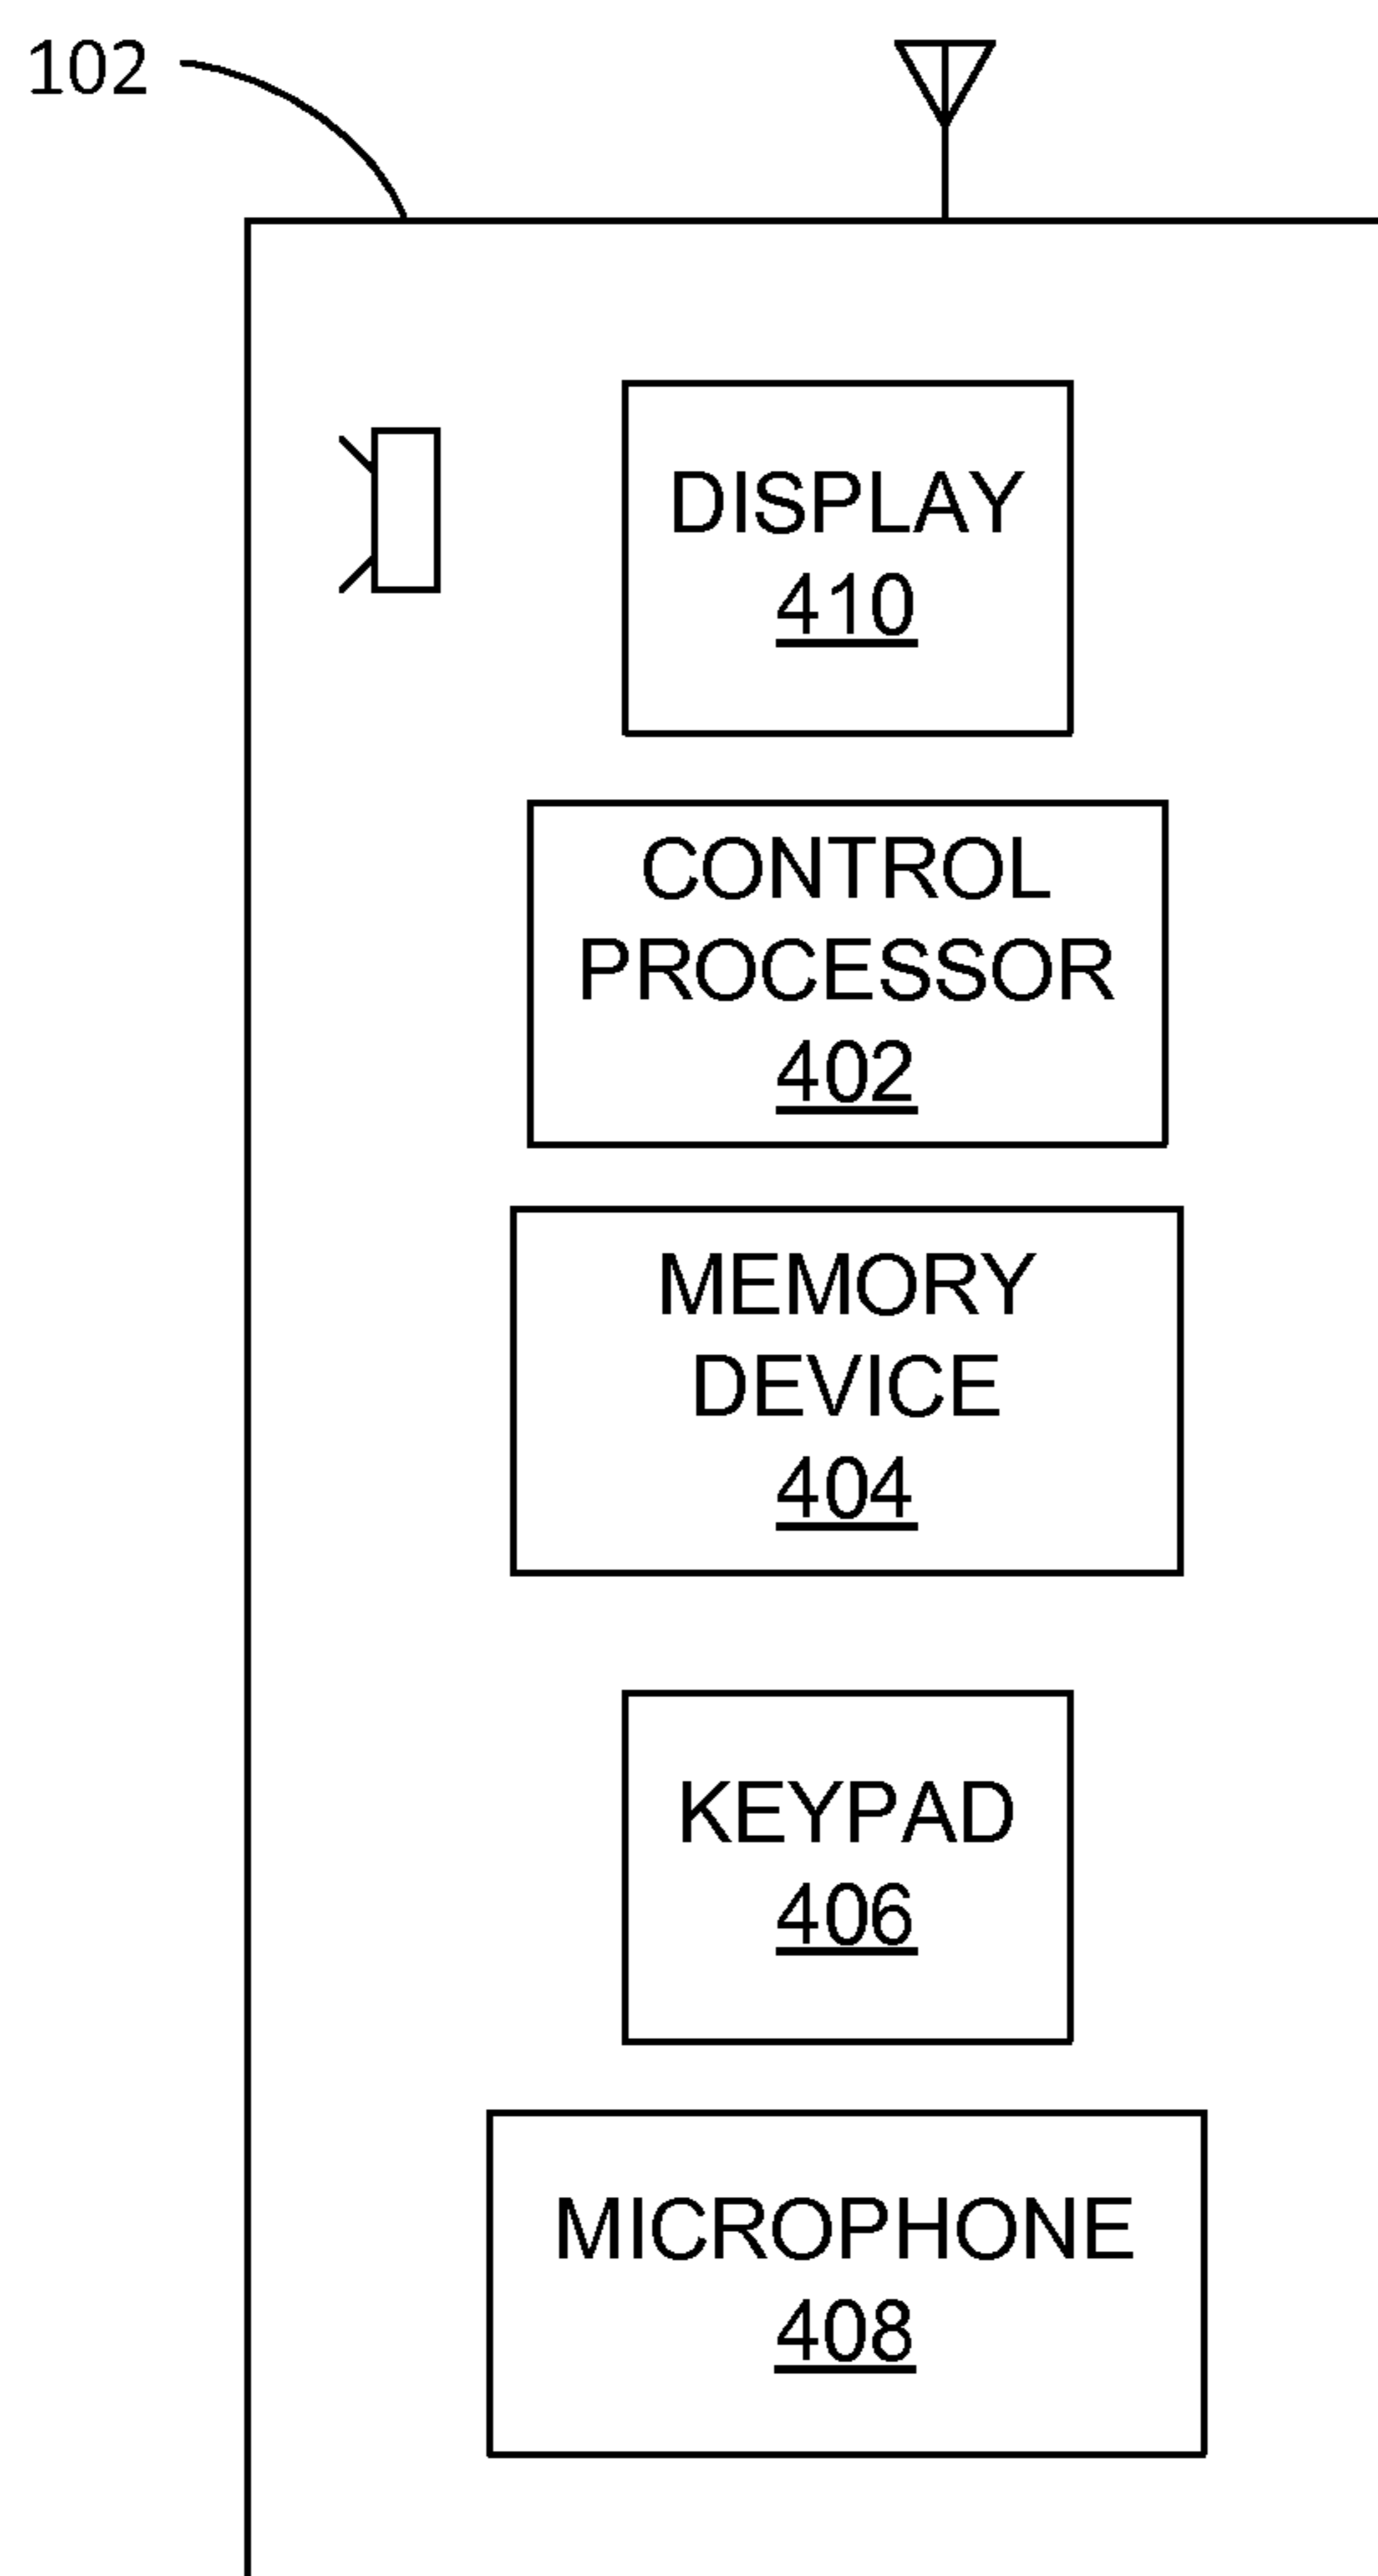 102
DISPLAY
410
CONTROL
PROCESSOR
402
MEMORY
DEVICE
404
KEYPAD
406
MICROPHONE
408